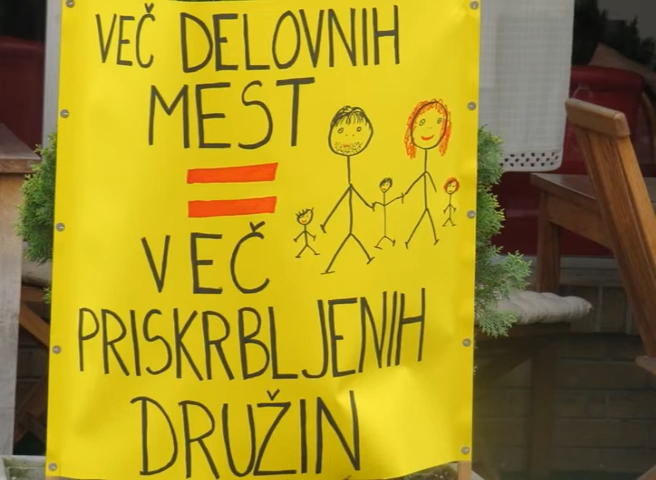 VEČ DELOVNIH
MEST
=
VEČ
PRISKRBLJENIH
DRUŽIN